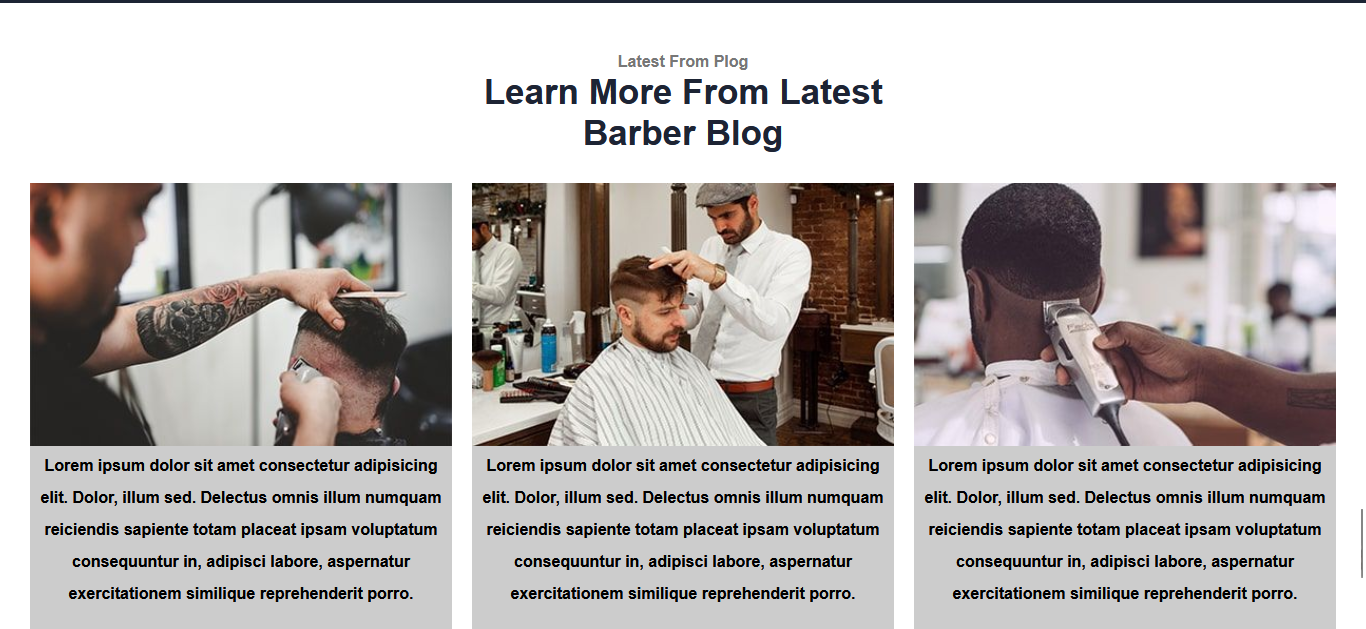 Latest From Plog
Learn More From Latest
Barber Blog
Lorem ipsum dolor sit amet consectetur adipisicing
elit. Dolor, illum sed. Delectus omnis illum numquam
reiciendis sapiente totam placeat ipsam voluptatum
consequuntur in, adipisci labore, aspernatur
exercitationem similique reprehenderit porro.
Lorem ipsum dolor sit amet consectetur adipisicing
elit. Dolor, illum sed. Delectus omnis illum numquam
reiciendis sapiente totam placeat ipsam voluptatum
consequuntur in, adipisci labore, aspernatur
exercitationem similique reprehenderit porro.
Lorem ipsum dolor sit amet consectetur adipisicing
elit. Dolor, illum sed. Delectus omnis illum numquam
reiciendis sapiente totam placeat ipsam voluptatum
consequuntur in, adipisci labore, aspernatur
exercitationem similique reprehenderit porro.